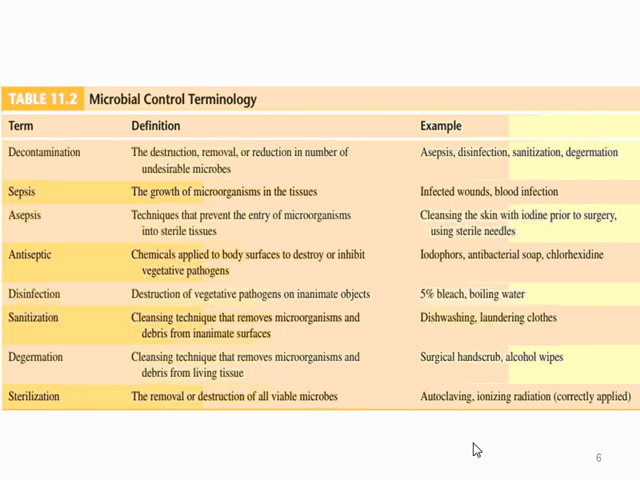 TABLE 11.2 Microbial Control Terminology
Term Definition Example
Decontamination The destruction, removal, or reduction in number of Asepsis, disinfection, sanitization, degermation
undesirable microbes
Sepsis The growth of microorganisms in the tissues Infected wounds, blood infection
Asepsis Techniques that prevent the entry of microorganisms Cleansing the skin with iodine prior to surgery,
into sterile tissues using sterile needles
Antiseptic Chemicals applied to body surfaces to destroy or inhibit Iodophors, antibacterial soap, chlorhexidine
vegetative pathogens
Disinfection Destruction of vegetative pathogens on inanimate objects 5% bleach, boiling water
Sanitization Cleansing technique that removes microorganisms and Dishwashing, laundering clothes
debris from inanimate surfaces
Degermation Cleansing technique that removes microorganisms and Surgical handscrub, alcohol wipes
debris from living tissue
Sterilization The removal or destruction of all viable microbes Autoclaving, ionizing radiation (correctly applied)
6